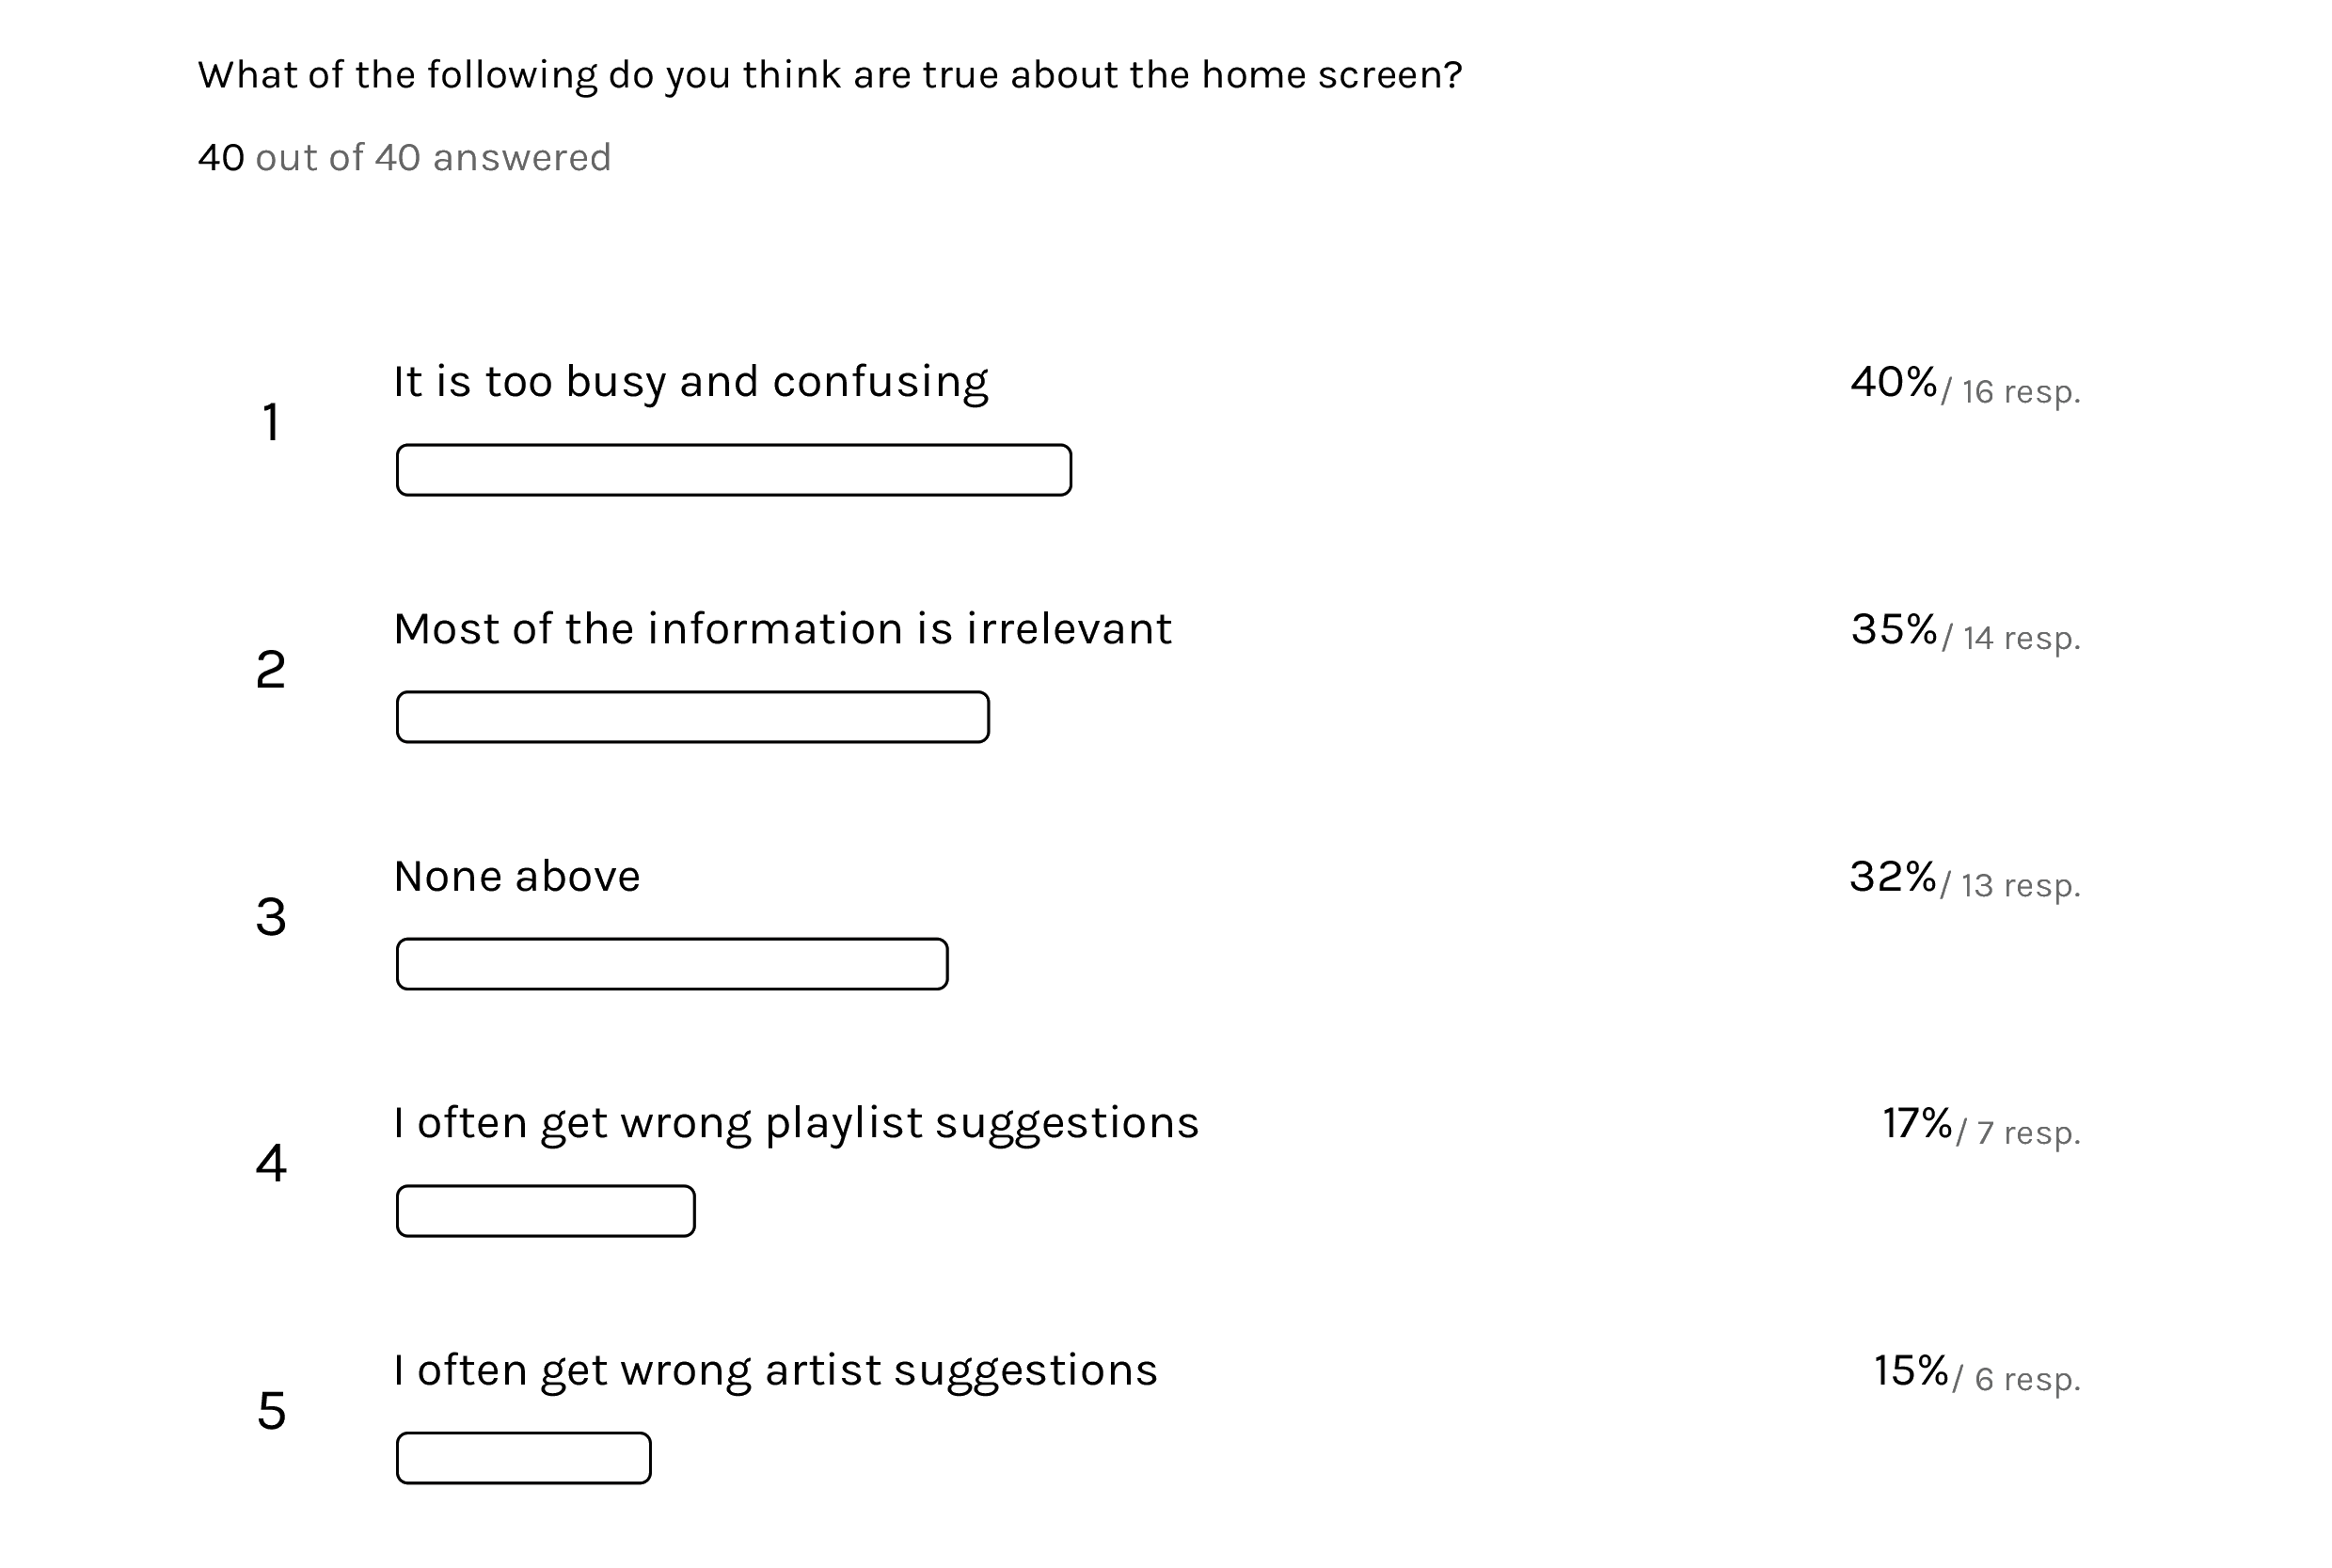 What of the following do you think are true about the home screen?
40 out of 40 answered
1
It is too busy and confusing
40% / 16 resp.
2
Most of the information is irrelevant
35% / 14 resp.
3
None above
32% / 13 resp.
4
I often get wrong playlist suggestions
17% / 7 resp.
5
I often get wrong artist suggestions
15% / 6 resp.